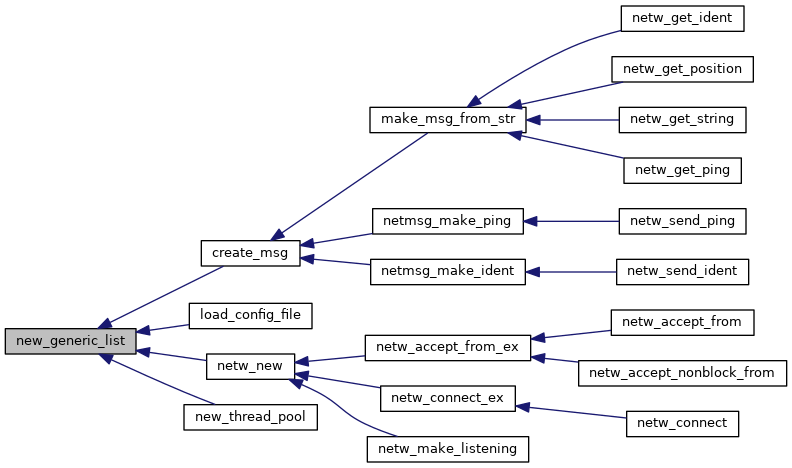 netw_get_ident
netw_get_position
make_msg_from_str
netw_get_string
netw_get_ping
netmsg_make_ping
netw_send_ping
create_msg
netmsg_make_ident
netw_send_ident
load_config_file
new_generic_list
netw_accept_from
netw_accept_from_ex
netw_new
netw_accept_nonblock_from
netw_connect_ex
new_thread_pool
netw_connect
netw_make_listening